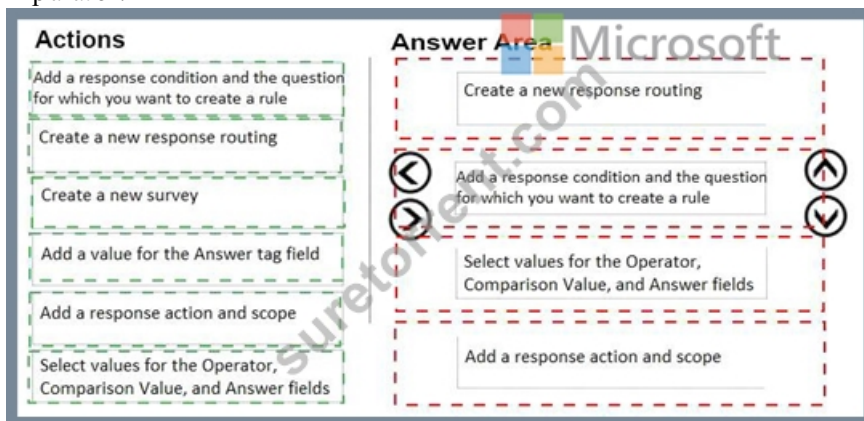 Actions
Add a response condition and the question
for which you want to create a rule
Create a new response routing
Create a new survey
Add a value for the Answer tag field
Add a response action and scope
Select values for the Operator,
Comparison Value, and Answer fields
Answer Area
Microsoft
Create a new response routing
Add a response condition and the question
for which you want to create a rule
Select values for the Operator,
Comparison Value, and Answer fields
Add a response action and scope
suretorrent.com